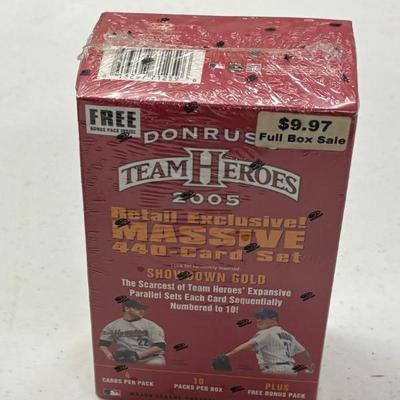 FREE
BONUS PACK INSIDE
$9.97
Full Box Sale
DONRUSS
TEAM HEROES
2005
Retail Exclusive!
MASSIVE
440-Card Set
SHOWDOWN GOLD
The Scarcest of Team Heroes' Expansive
Parallel Sets Each Card Sequentially
Numbered to 10!
Houston
22
CARDS PER PACK
10
PACKS PER BOX
PLUS
FREE BONUS PACK